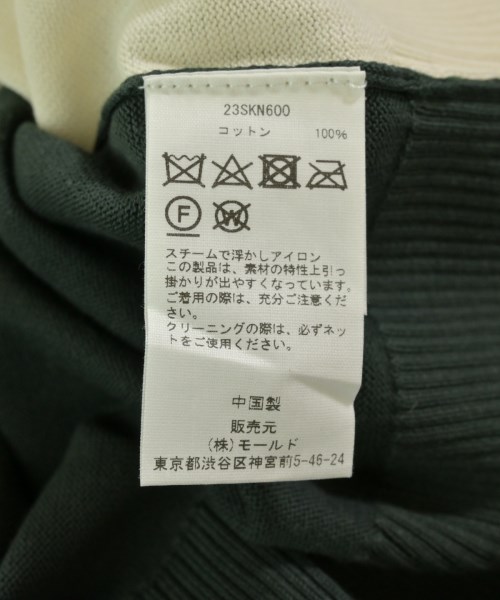 23SKN600
コットン 100%
F
W
スチームで浮かしアイロン
この製品は、素材の特性上引っ
掛かりが出やすくなっています。
ご着用の際は、充分ご注意くだ
さい。
クリーニングの際は、必ずネッ
トをご使用ください。
中国製
販売元
(株)モールド
東京都渋谷区神宮前5-46-24